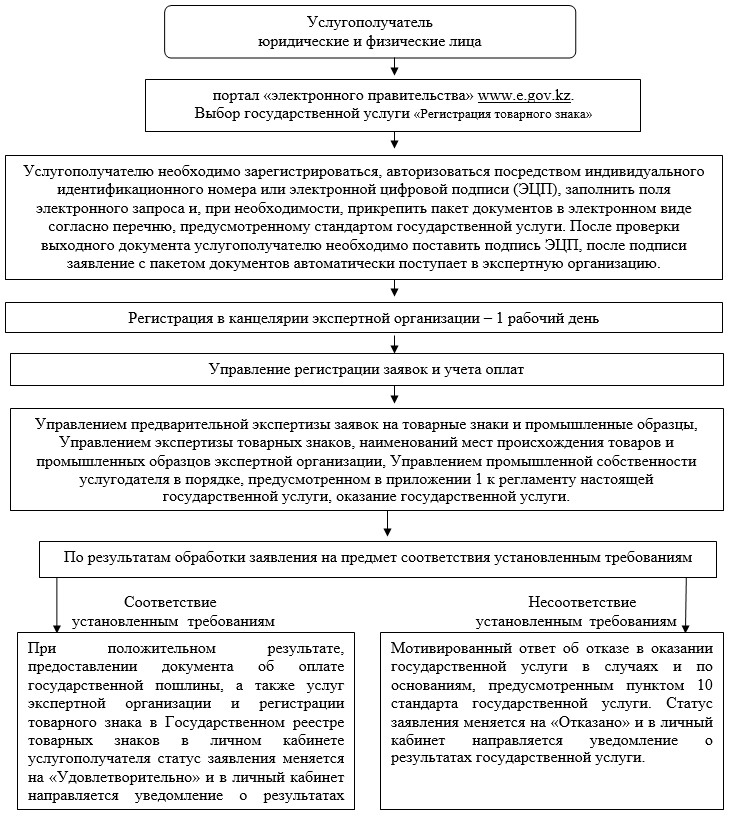 Услугополучатель
юридические и физические лица
портал «электронного правительства» www.e.gov.kz.
Выбор государственной услуги «Регистрация товарного знака»
Услугополучателю необходимо зарегистрироваться, авторизоваться посредством индивидуального
идентификационного номера или электронной цифровой подписи (ЭЦП), заполнить поля
электронного запроса и, при необходимости, прикрепить пакет документов в электронном виде
согласно перечню, предусмотренному стандартом государственной услуги. После проверки
выходного документа услугополучателю необходимо поставить подпись ЭЦП, после подписи
заявление с пакетом документов автоматически поступает в экспертную организацию.
Регистрация в канцелярии экспертной организации – 1 рабочий день
Управление регистрации заявок и учета оплат
Управлением предварительной экспертизы заявок на товарные знаки и промышленные образцы,
Управлением экспертизы товарных знаков, наименований мест происхождения товаров и
промышленных образцов экспертной организации, Управлением промышленной собственности
услугодателя в порядке, предусмотренном в приложении 1 к регламенту настоящей
государственной услуги, оказание государственной услуги.
По результатам обработки заявления на предмет соответствия установленным требованиям
Соответствие
установленным требованиям
При положительном результате,
предоставлении документа об оплате
государственной пошлины, а также услуг
экспертной организации и регистрации
товарного знака в Государственном реестре
товарных знаков в личном кабинете
услугополучателя статус заявления меняется
на «Удовлетворительно» и в личный кабинет
направляется уведомление о результатах
Несоответствие
установленным требованиям
Мотивированный ответ об отказе в оказании
государственной услуги в случаях и по
основаниям, предусмотренным пунктом 10
стандарта государственной услуги. Статус
заявления меняется на «Отказано» и в личный
кабинет направляется уведомление о
результатах государственной услуги.